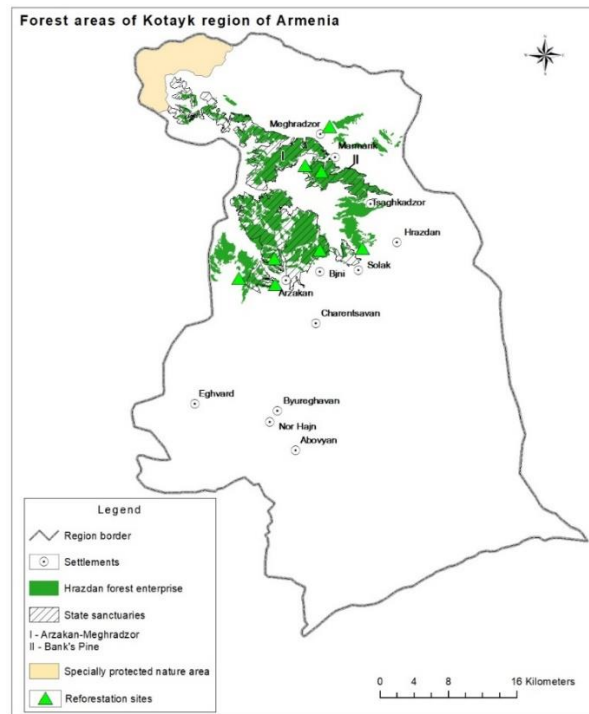 Forest areas of Kotayk region of Armenia
Meghradzor
Marmarik
I
II
Tsaghkadzor
Hrazdan
Solak
Bjni
Arzakan
Charentsavan
Eghvard
Byureghavan
Nor Hajn
Abovyan
Legend
Region border
Settlements
Hrazdan forest enterprise
State sanctuaries
I - Arzakan-Meghradzor
II - Bank's Pine
Specially protected nature area
Reforestation sites
0 4 8 16 Kilometers